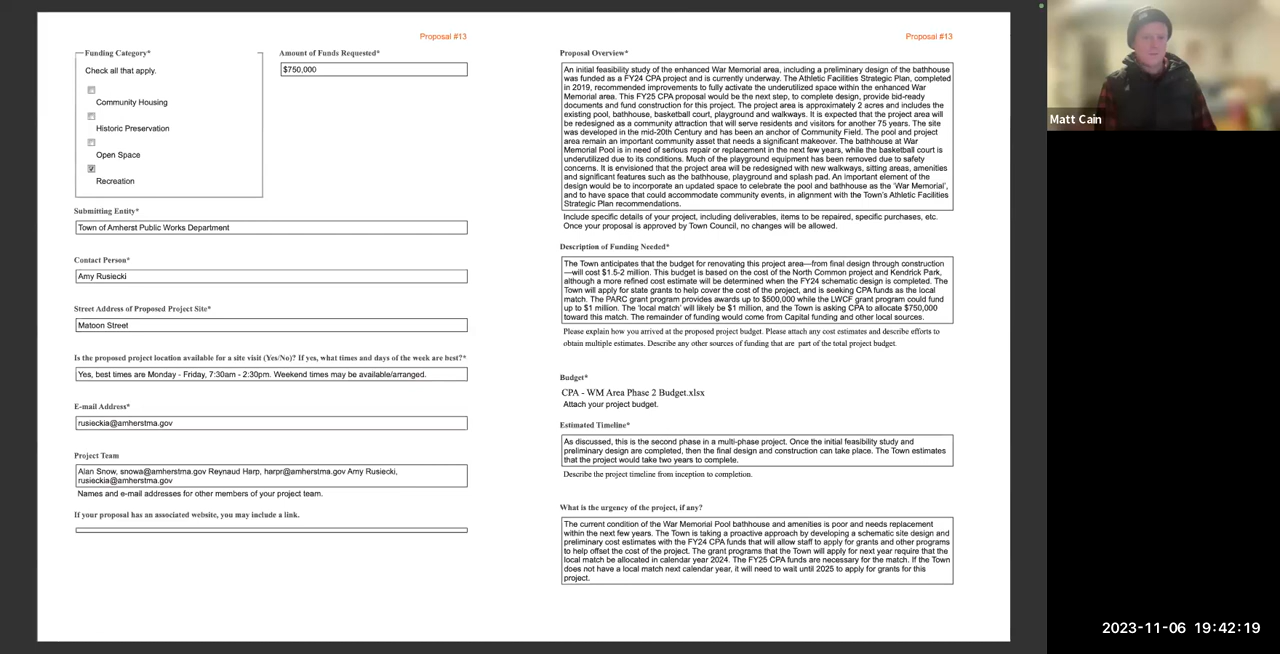 Proposal #13
Funding Category*
Check all that apply.
Community Housing
Historic Preservation
Open Space
Recreation
Amount of Funds Requested*
$750,000
Submitting Entity*
Town of Amherst Public Works Department
Contact Person*
Amy Rusiecki
Street Address of Proposed Project Site*
Matoon Street
Is the proposed project location available for a site visit (Yes/No)? If yes, what times and days of the week are best?*
Yes, best times are Monday - Friday, 7:30am - 2:30pm. Weekend times may be available/arranged.
E-mail Address*
rusieckia@amherstma.gov
Project Team
Alan Snow, snowa@amherstma.gov Reynaud Harp, harpr@amherstma.gov Amy Rusiecki,
rusieckia@amherstma.gov
Names and e-mail addresses for other members of your project team.
If your proposal has an associated website, you may include a link.
Proposal #13
Proposal Overview*
An initial feasibility study of the enhanced War Memorial area, including a preliminary design of the bathhouse
was funded as a FY24 CPA project and is currently underway. The Athletic Facilities Strategic Plan, completed
in 2019, recommended improvements to fully activate the underutilized space within the enhanced War
Memorial area. This FY25 CPA proposal would be the next step, to complete design, provide bid-ready
documents and fund construction for this project. The project area is approximately 2 acres and includes the
existing pool, bathhouse, basketball court, playground and walkways. It is expected that the project area will
be redesigned as a community attraction that will serve residents and visitors for another 75 years. The site
was developed in the mid-20th Century and has been an anchor of Community Field. The pool and project
area remain an important community asset that needs a significant makeover. The bathhouse at War
Memorial Pool is in need of serious repair or replacement in the next few years, while the basketball court is
underutilized due to its conditions. Much of the playground equipment has been removed due to safety
concerns. It is envisioned that the project area will be redesigned with new walkways, sitting areas, amenities
and significant features such as the bathhouse, playground and splash pad. An important element of the
design would be to incorporate an updated space to celebrate the pool and bathhouse as the 'War Memorial',
and to have space that could accommodate community events, in alignment with the Town's Athletic Facilities
Strategic Plan recommendations.
Include specific details of your project, including deliverables, items to be repaired, specific purchases, etc.
Once your proposal is approved by Town Council, no changes will be allowed.
Description of Funding Needed*
The Town anticipates that the budget for renovating this project area—from final design through construction
—will cost $1.5-2 million. This budget is based on the cost of the North Common project and Kendrick Park,
although a more refined cost estimate will be determined when the FY24 schematic design is completed. The
Town will apply for state grants to help cover the cost of the project, and is seeking CPA funds as the local
match. The PARC grant program provides awards up to $500,000 while the LWCF grant program could fund
up to $1 million. The 'local match' will likely be $1 million, and the Town is asking CPA to allocate $750,000
toward this match. The remainder of funding would come from Capital funding and other local sources.
Please explain how you arrived at the proposed project budget. Please attach any cost estimates and describe efforts to
obtain multiple estimates. Describe any other sources of funding that are part of the total project budget.
Budget*
CPA - WM Area Phase 2 Budget.xlsx
Attach your project budget.
Estimated Timeline*
As discussed, this is the second phase in a multi-phase project. Once the initial feasibility study and
preliminary design are completed, then the final design and construction can take place. The Town estimates
that the project would take two years to complete.
Describe the project timeline from inception to completion.
What is the urgency of the project, if any?
The current condition of the War Memorial Pool bathhouse and amenities is poor and needs replacement
within the next few years. The Town is taking a proactive approach by developing a schematic site design and
preliminary cost estimates with the FY24 CPA funds that will allow staff to apply for grants and other programs
to help offset the cost of the project. The grant programs that the Town will apply for next year require that the
local match be allocated in calendar year 2024. The FY25 CPA funds are necessary for the match. If the Town
does not have a local match next calendar year, it will need to wait until 2025 to apply for grants for this
project.
Matt Cain
2023-11-06 19:42:19